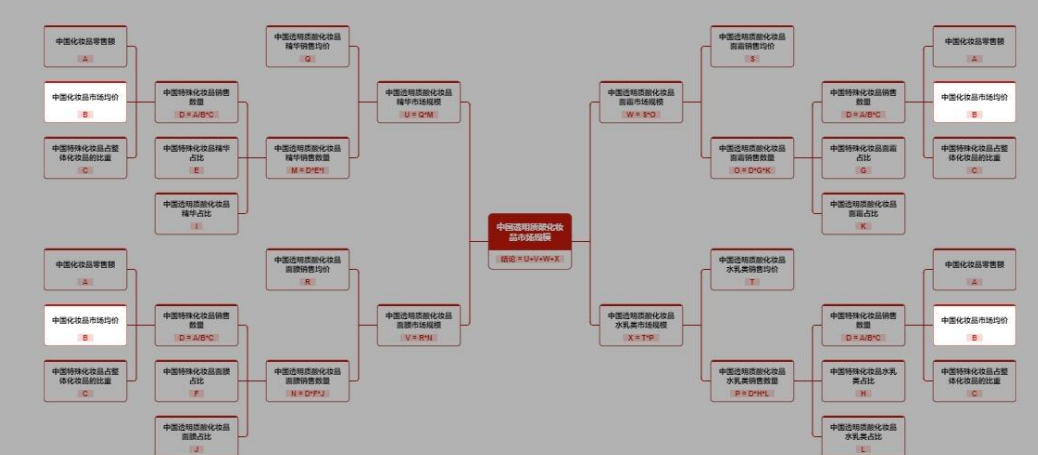 中国化妆品零售额
A
中国化妆品市场均价
B
中国特殊化妆品占整
体化妆品的比重
C
中国特殊化妆品销售
数量
D = A/B*C
中国特殊化妆品精华
占比
E
中国透明质酸化妆品
精华占比
I
中国透明质酸化妆品
精华销售均价
Q
中国透明质酸化妆品
精华销售数量
M = D*E*I
中国透明质酸化妆品
精华市场规模
U = Q*M
中国化妆品零售额
A
中国化妆品市场均价
B
中国特殊化妆品占整
体化妆品的比重
C
中国特殊化妆品销售
数量
D = A/B*C
中国特殊化妆品面膜
占比
F
中国透明质酸化妆品
面膜占比
J
中国透明质酸化妆品
面膜销售均价
R
中国透明质酸化妆品
面膜销售数量
N = D*F*J
中国透明质酸化妆品
面膜市场规模
V = R*N
中国透明质酸化妆
品市场规模
结论 = U+V+W+X
中国透明质酸化妆品
面霜市场规模
W = S*O
中国透明质酸化妆品
面霜销售均价
S
中国透明质酸化妆品
面霜销售数量
O = D*G*K
中国特殊化妆品销售
数量
D = A/B*C
中国特殊化妆品面霜
占比
G
中国透明质酸化妆品
面霜占比
K
中国化妆品零售额
A
中国化妆品市场均价
B
中国特殊化妆品占整
体化妆品的比重
C
中国透明质酸化妆品
水乳类市场规模
X = T*P
中国透明质酸化妆品
水乳类销售均价
T
中国透明质酸化妆品
水乳类销售数量
P = D*H*L
中国特殊化妆品销售
数量
D = A/B*C
中国特殊化妆品水乳
类占比
H
中国透明质酸化妆品
水乳类占比
L
中国化妆品零售额
A
中国化妆品市场均价
B
中国特殊化妆品占整
体化妆品的比重
C